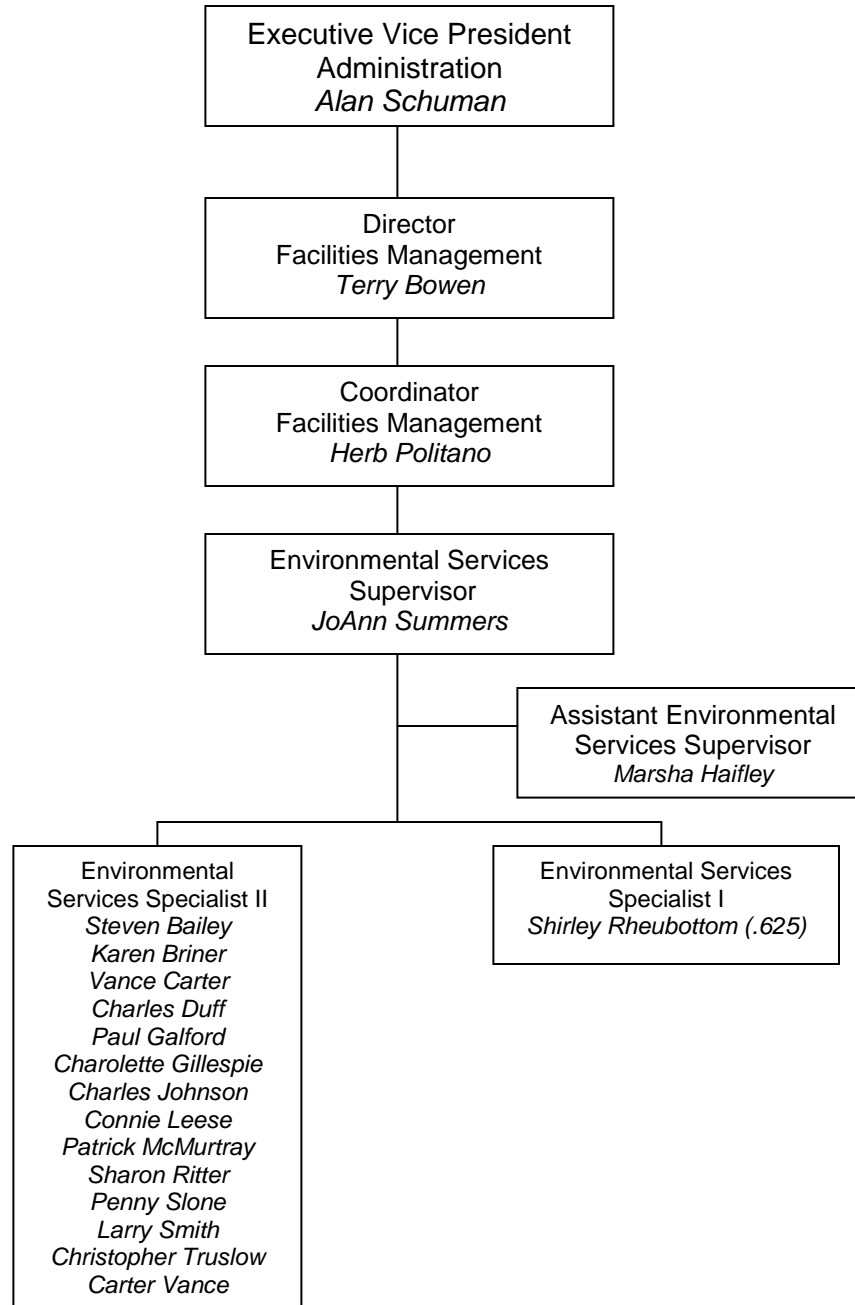 Executive Vice President
Administration
Alan Schuman
Director
Facilities Management
Terry Bowen
Coordinator
Facilities Management
Herb Politano
Environmental Services
Supervisor
JoAnn Summers
Assistant Environmental
Services Supervisor
Marsha Haifley
Environmental
Services Specialist II
Steven Bailey
Karen Briner
Vance Carter
Charles Duff
Paul Galford
Charolette Gillespie
Charles Johnson
Connie Leese
Patrick McMurtray
Sharon Ritter
Penny Slone
Larry Smith
Christopher Truslow
Carter Vance
Environmental Services
Specialist I
Shirley Rheubottom (.625)